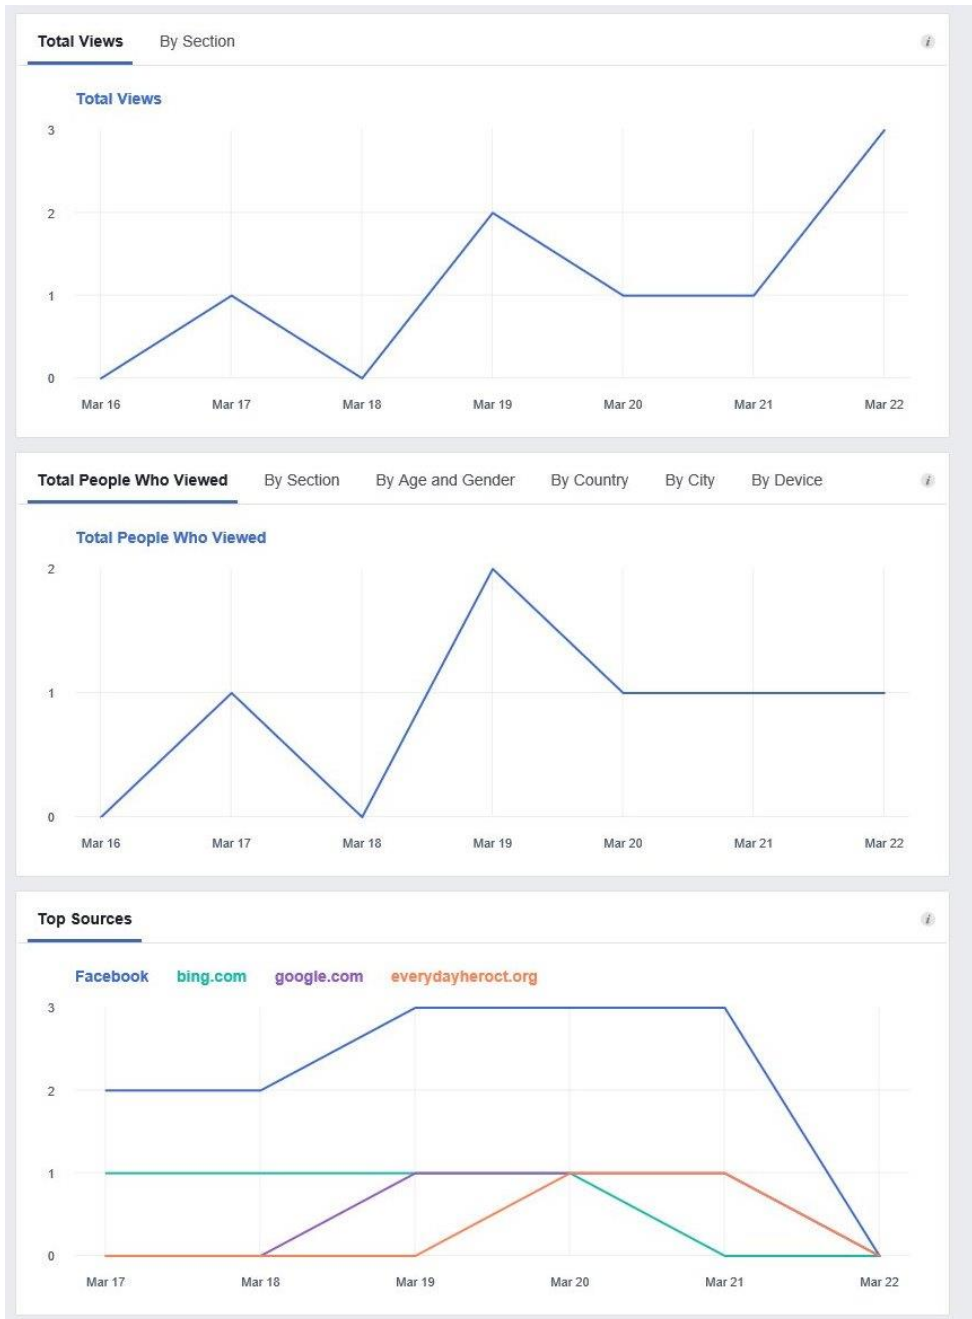 Total Views By Section
Total Views
3
2
1
0
Mar 16 Mar 17 Mar 18 Mar 19 Mar 20 Mar 21 Mar 22
Total People Who Viewed By Section By Age and Gender By Country By City By Device
Total People Who Viewed
2
1
0
Mar 16 Mar 17 Mar 18 Mar 19 Mar 20 Mar 21 Mar 22
Top Sources
Facebook bing.com google.com everydayheroct.org
3
2
1
0
Mar 17 Mar 18 Mar 19 Mar 20 Mar 21 Mar 22